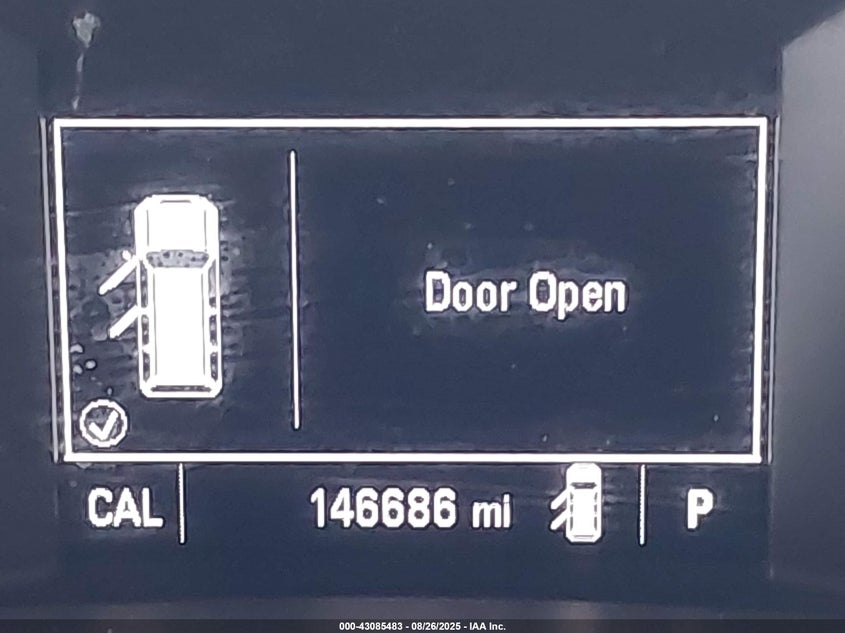 Door Open
CAL 146686 mi P
000-43085483 - 08/26/2025 - IAA Inc.